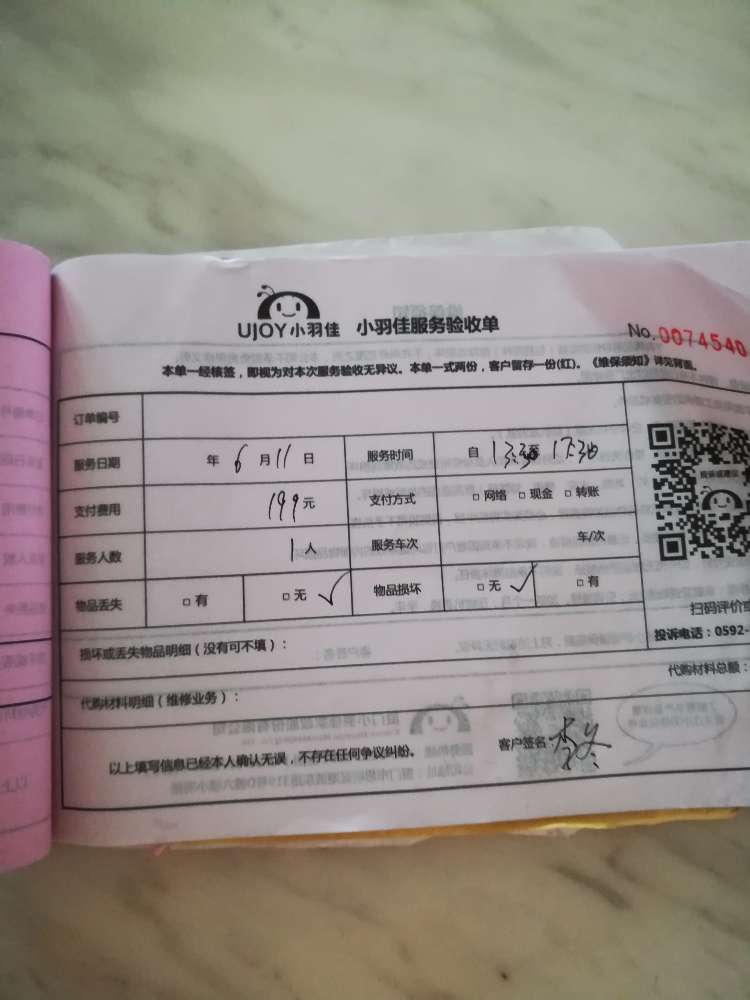 UJOY小羽佳 小羽佳服务验收单
No.0074540
本单一经核签，即视为对本次服务验收无异议。本单一式两份，客户留存一份(红)。《维保须知》详见背面。
订单编号
服务日期 年 6 月 11 日 服务时间 自 13:30 至 17:30
支付费用 199 元 支付方式 □ 网络 □ 现金 □ 转账
服务人数 1 人 服务车次 车/次
物品丢失 □ 有 □ 无 ✓ 物品损坏 □ 无 ✓ □ 有
扫码评价或
投诉电话：0592-
损坏或丢失物品明细（没有可不填）：
代购材料明细（维修业务）： 代购材料总额：
以上填写信息已经本人确认无误，不存在任何争议纠纷。 客户签名